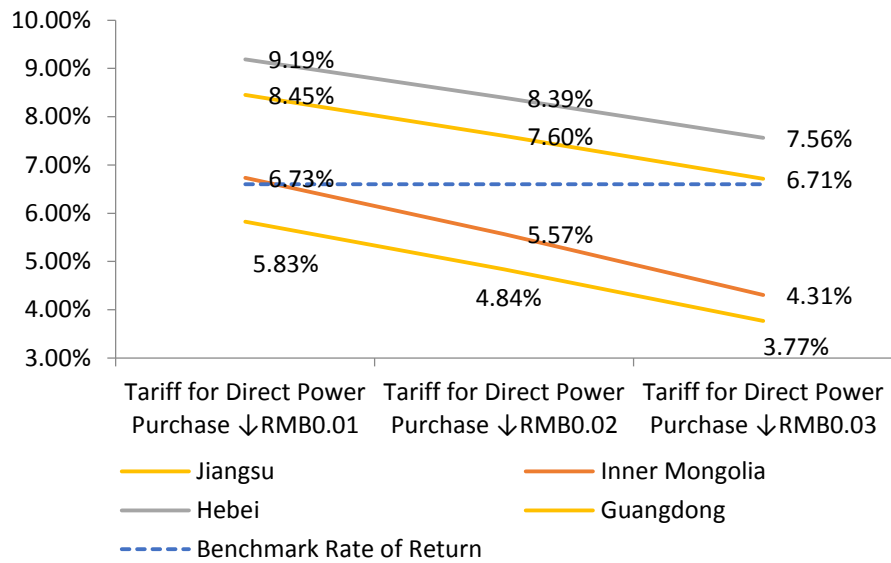 10.00%
9.00%
8.00%
7.00%
6.00%
5.00%
4.00%
3.00%
9.19%
8.39%
7.56%
8.45%
7.60%
6.71%
6.73%
5.57%
4.31%
5.83%
4.84%
3.77%
Tariff for Direct Power
Purchase ↓RMB0.01
Tariff for Direct Power
Purchase ↓RMB0.02
Tariff for Direct Power
Purchase ↓RMB0.03
Jiangsu
Inner Mongolia
Hebei
Guangdong
Benchmark Rate of Return